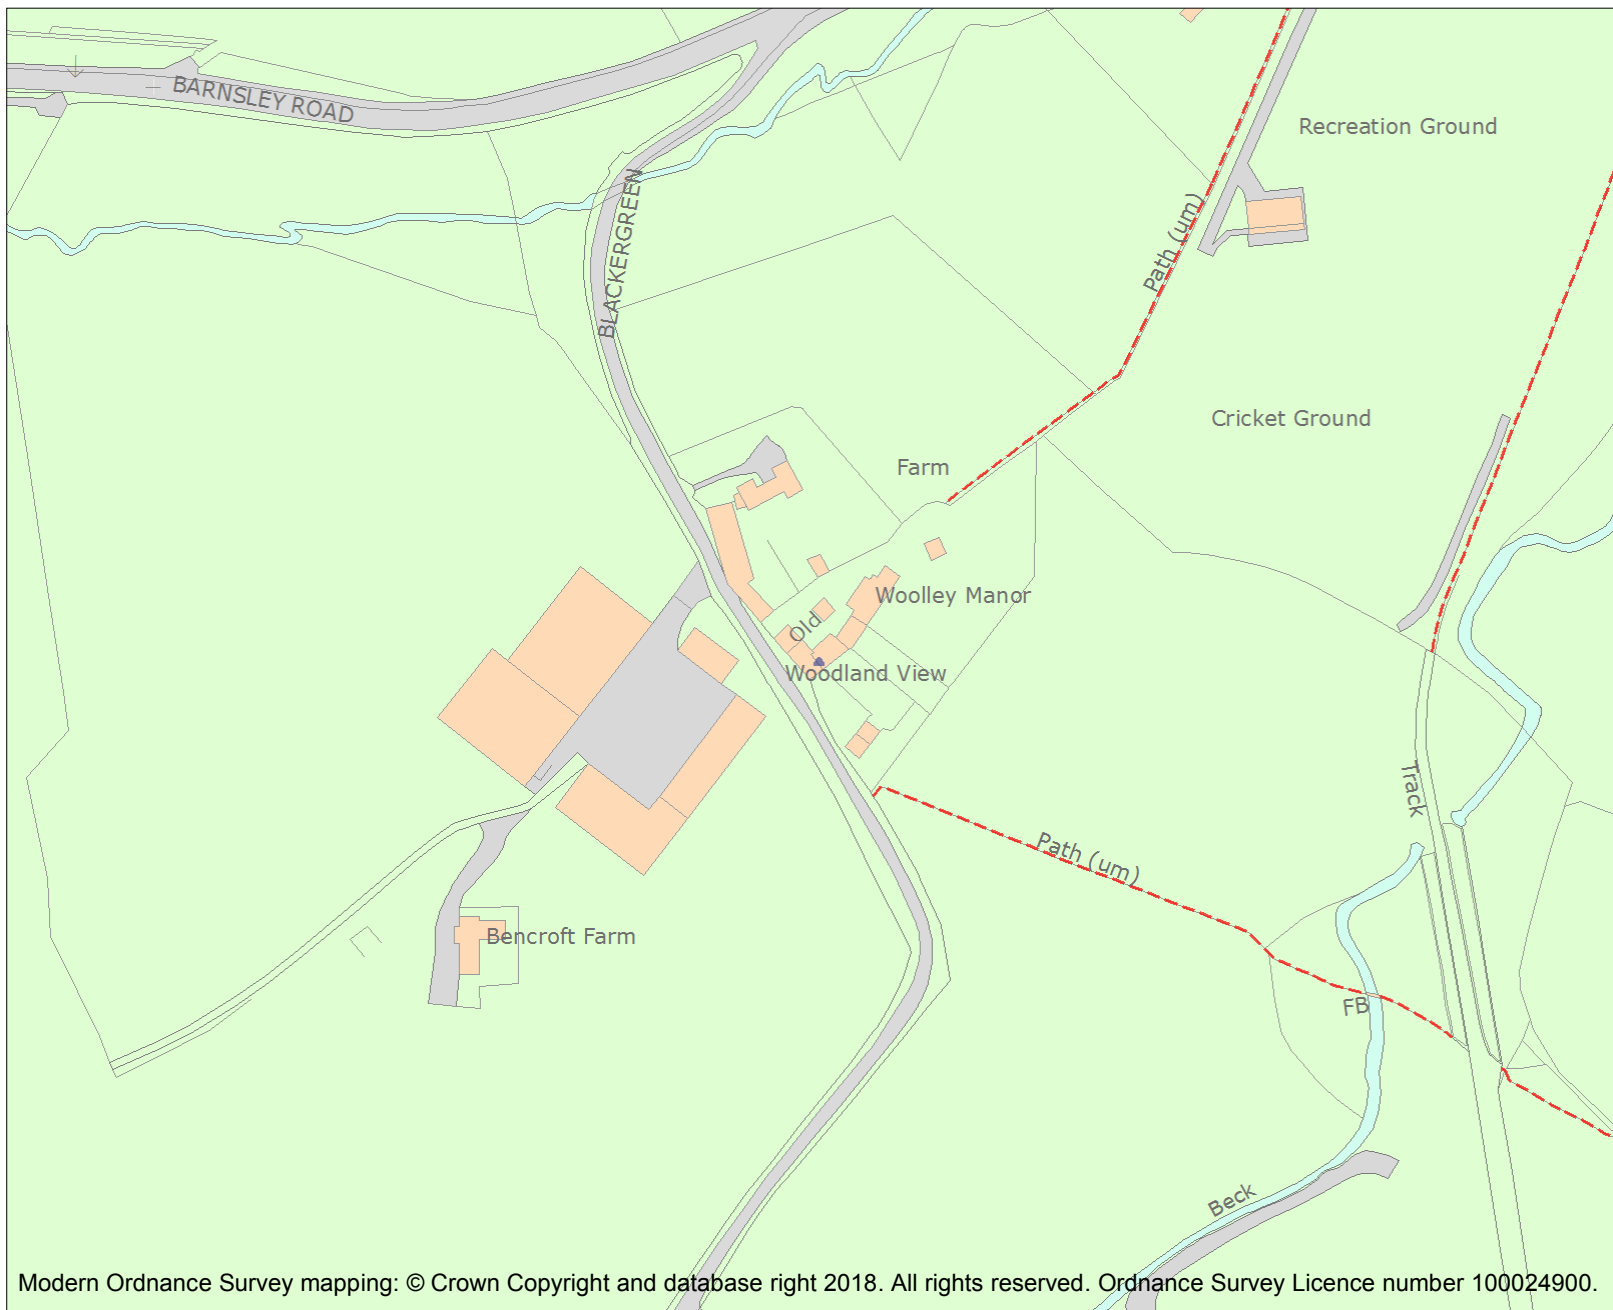 BARNSLEY ROAD
Recreation Ground
BLACKERGREEN
Path (um)
Cricket Ground
Farm
Woolley Manor
Old
Woodland View
Track
Path (um)
Bencroft Farm
FB
Beck
Modern Ordnance Survey mapping: © Crown Copyright and database right 2018. All rights reserved. Ordnance Survey Licence number 100024900.